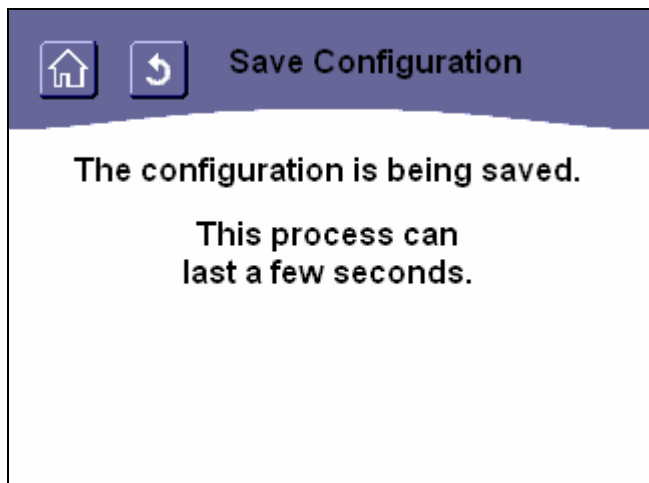 Save Configuration
The configuration is being saved.
This process can
last a few seconds.